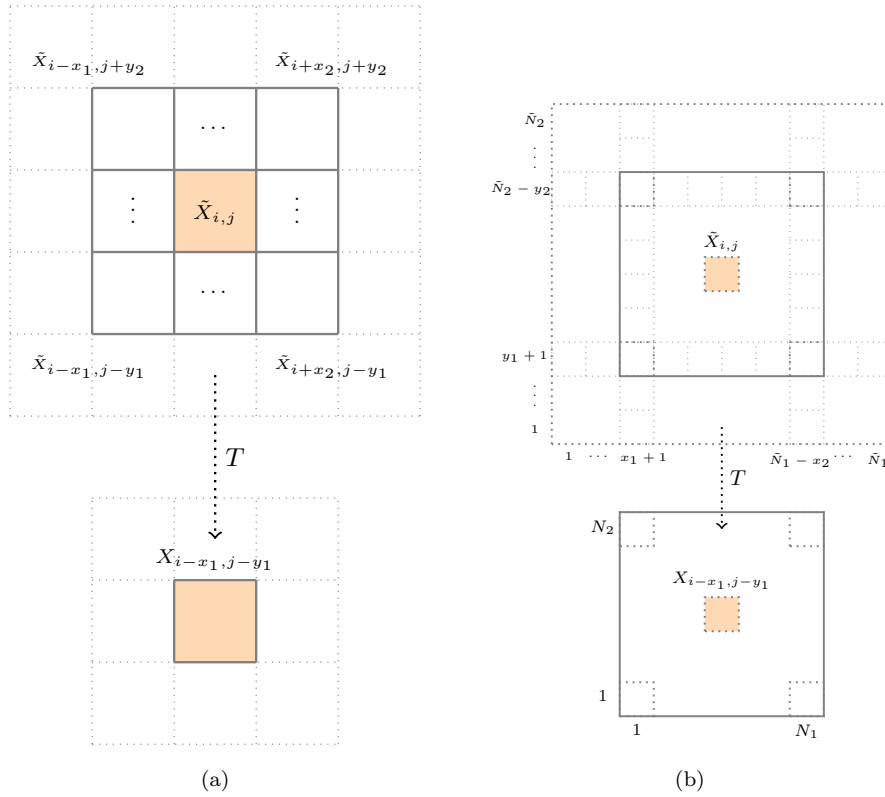 X̃_{i−x_1,j+y_2} X̃_{i+x_2,j+y_2}
⋯
⋮ X̃_{i,j} ⋮
⋯
X̃_{i−x_1,j−y_1} X̃_{i+x_2,j−y_1}
T
X_{i−x_1,j−y_1}
(a)
Ñ_2
⋮
Ñ_2 − y_2
X̃_{i,j}
y_1 + 1
⋮
1
1 ⋯ x_1 + 1 Ñ_1 − x_2 ⋯ Ñ_1
T
N_2
X_{i−x_1,j−y_1}
1
1 N_1
(b)